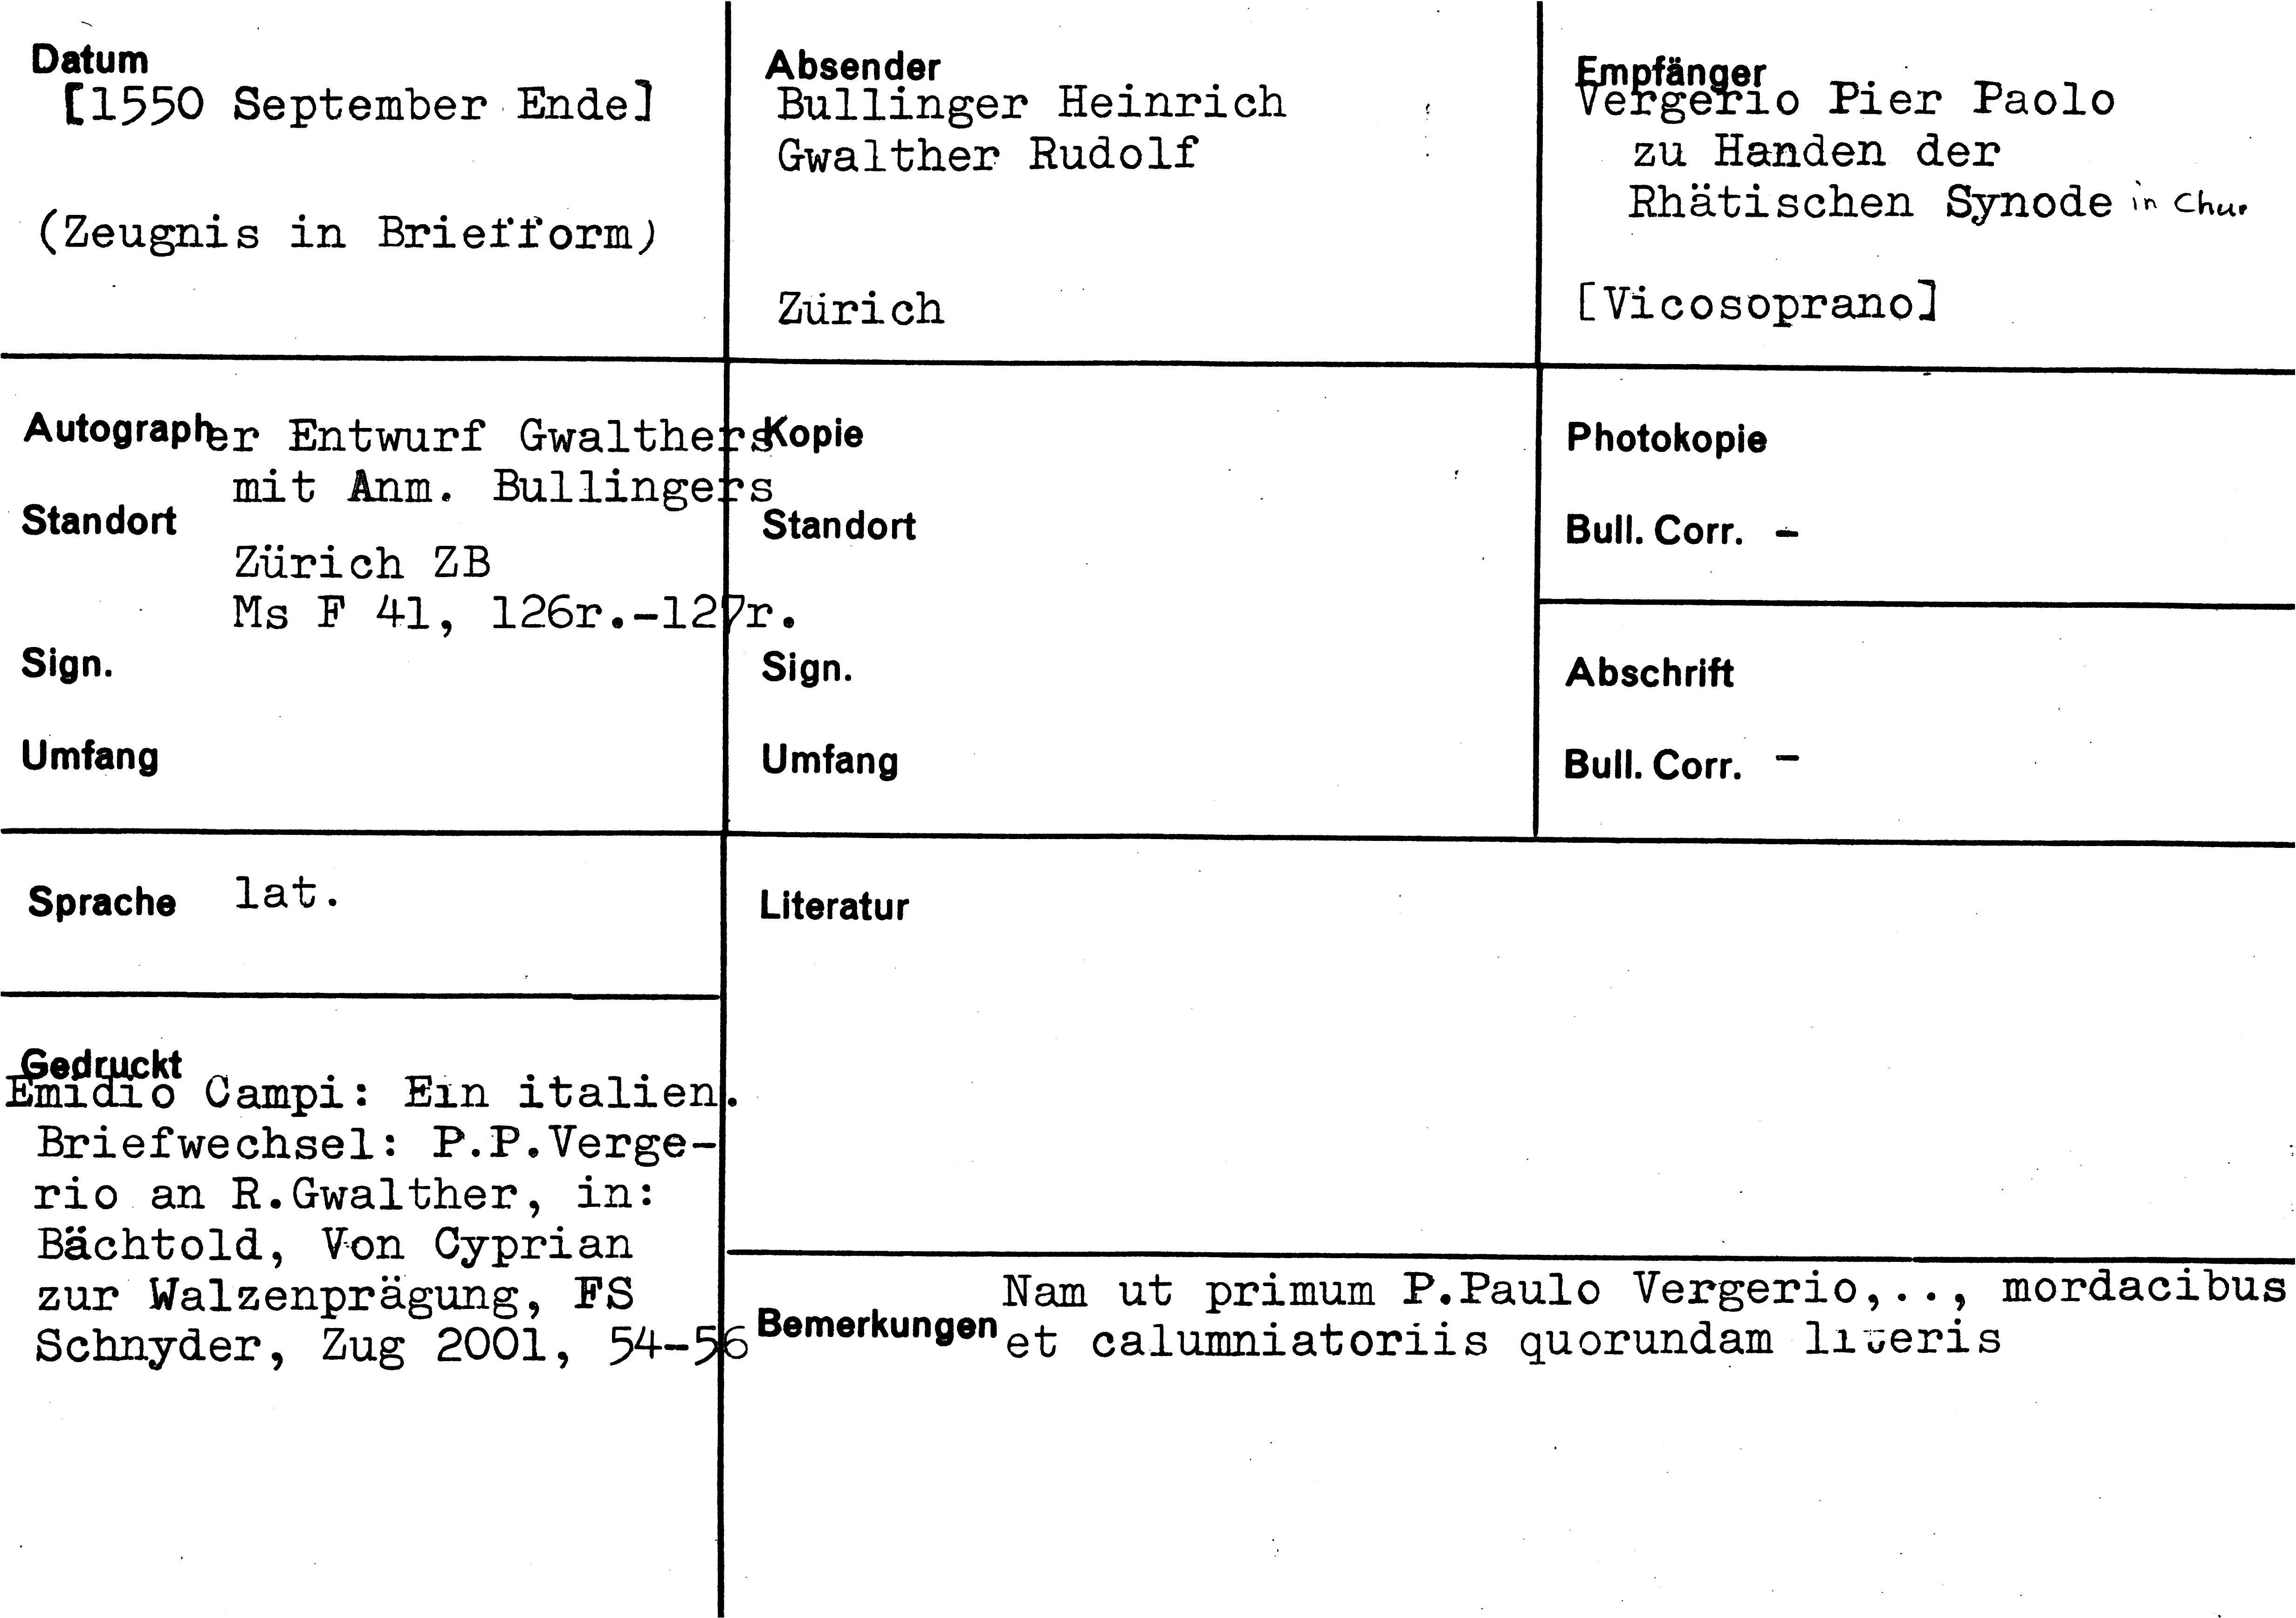 Datum
[1550 September Ende]
(Zeugnis in Briefform)
Absender
Bullinger Heinrich
Gwalther Rudolf
Zürich
Empfänger
Vergerio Pier Paolo
zu Handen der
Rhätischen Synode in Chur
[Vicosoprano]
Autographer Entwurf Gwalthers
mit Anm. Bullingers
Standort
Zürich ZB
Ms F 41, 126r.-127r.
Sign.
Umfang
Kopie
Standort
Sign.
Umfang
Photokopie
Bull. Corr. -
Abschrift
Bull. Corr. -
Sprache lat.
Literatur
Gedruckt
Emidio Campi: Ein italien.
Briefwechsel: P.P.Verge-
rio an R.Gwalther, in:
Bächtold, Von Cyprian
zur Walzenprägung, FS
Schnyder, Zug 2001, 54-56
Bemerkungen
Nam ut primum P.Paulo Vergerio,.., mordacibus
et calumniatoriis quorundam literis